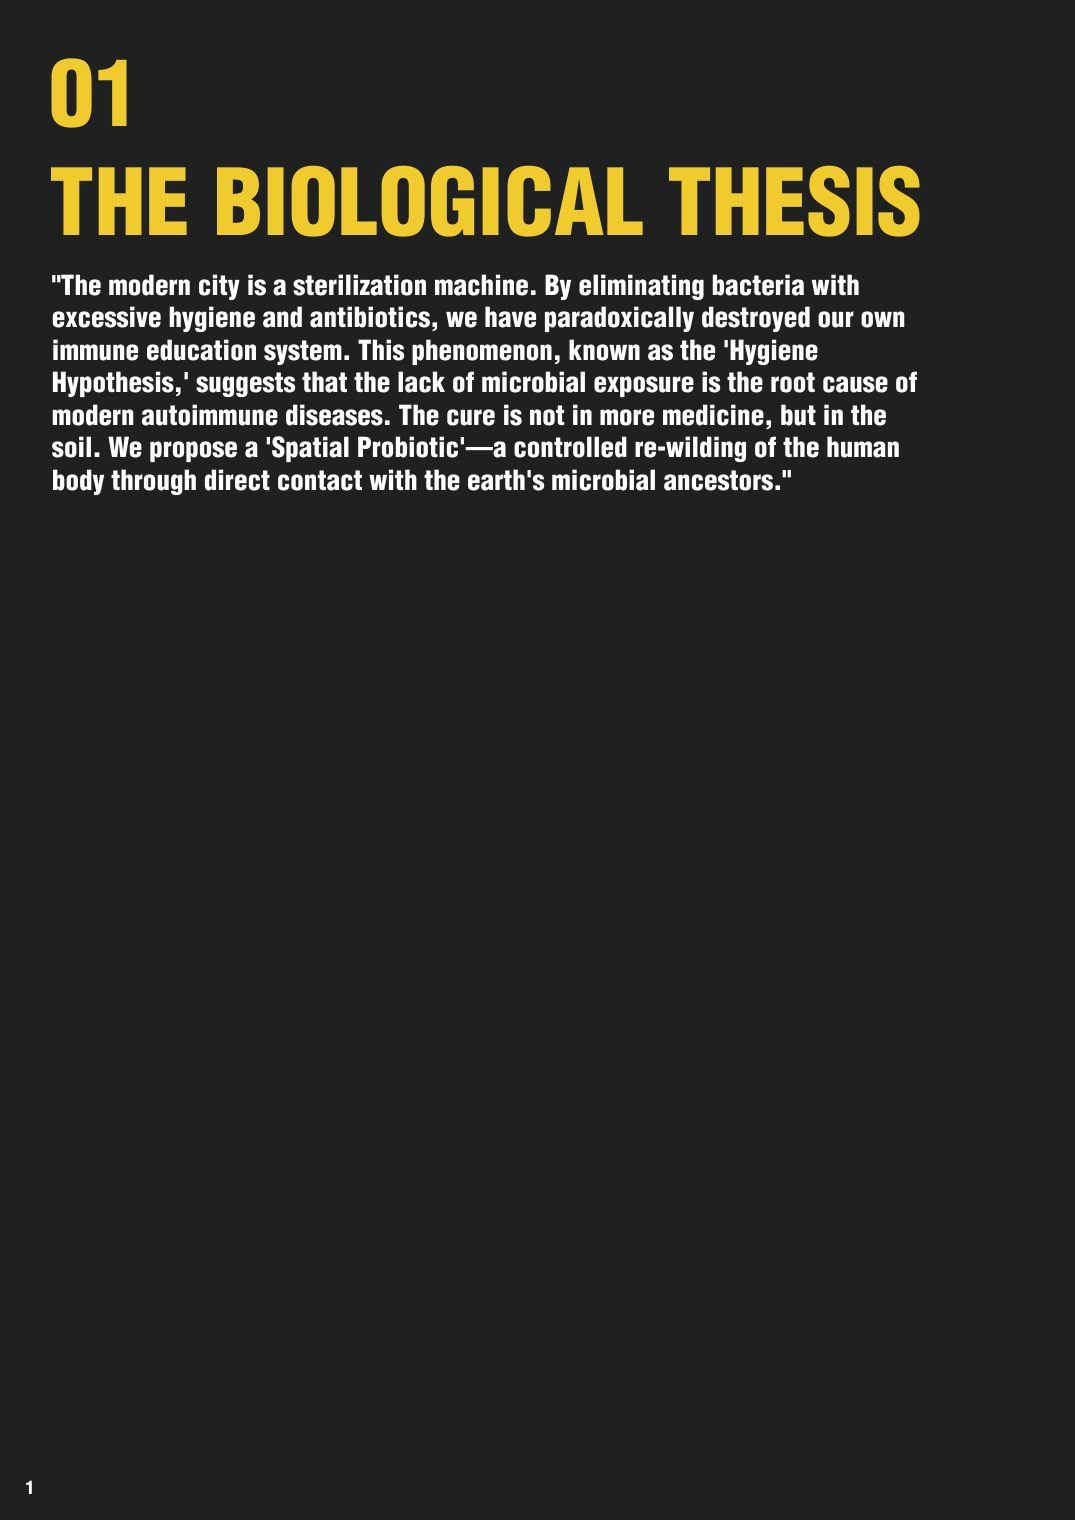 01
THE BIOLOGICAL THESIS
"The modern city is a sterilization machine. By eliminating bacteria with
excessive hygiene and antibiotics, we have paradoxically destroyed our own
immune education system. This phenomenon, known as the 'Hygiene
Hypothesis,' suggests that the lack of microbial exposure is the root cause of
modern autoimmune diseases. The cure is not in more medicine, but in the
soil. We propose a 'Spatial Probiotic'—a controlled re-wilding of the human
body through direct contact with the earth's microbial ancestors."
1